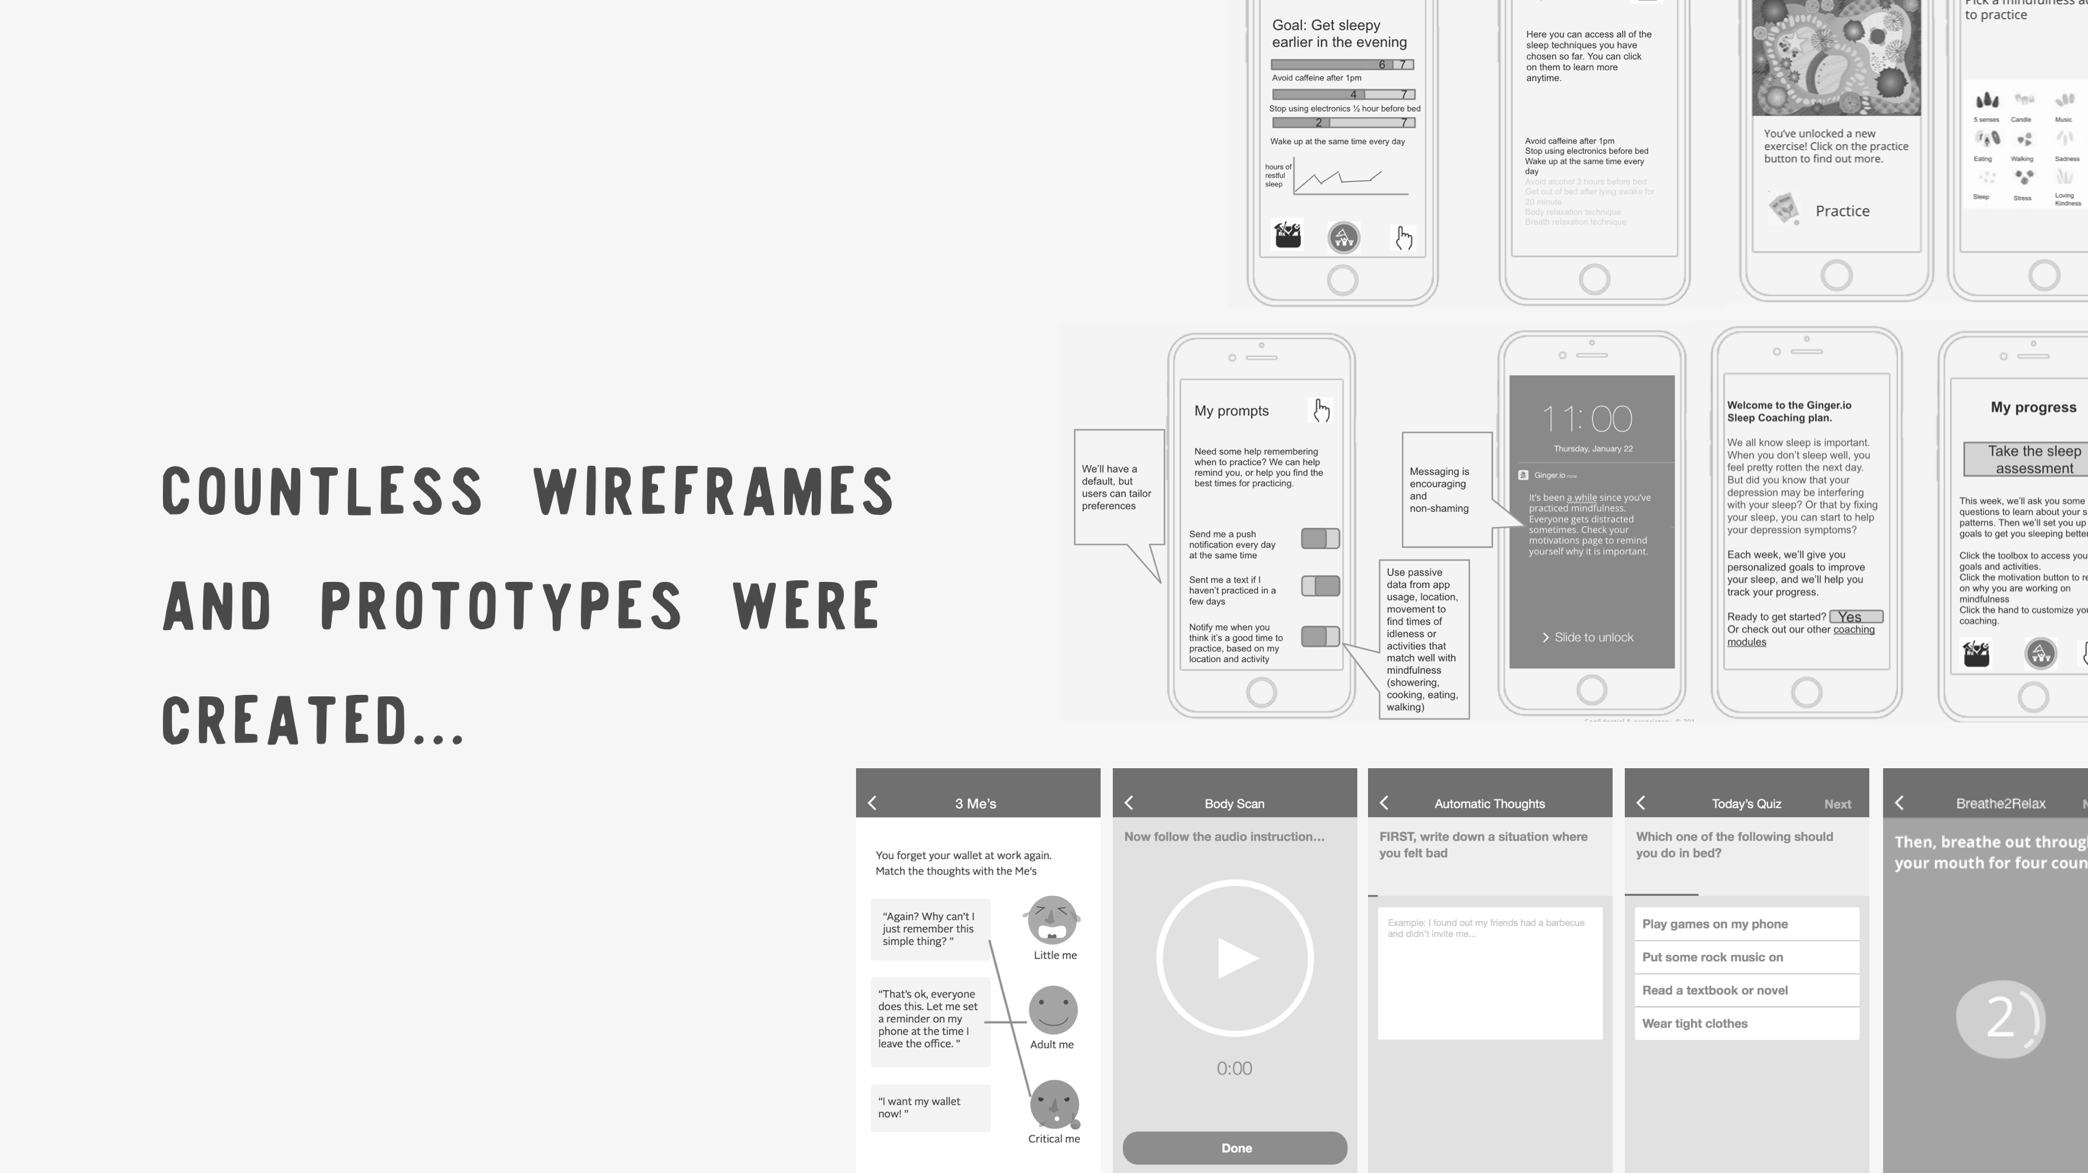 COUNTLESS WIREFRAMES
AND PROTOTYPES WERE
CREATED...
Goal: Get sleepy
earlier in the evening
6 7
Avoid caffeine after 1pm
4 7
Stop using electronics ½ hour before bed
2 7
Wake up at the same time every day
hours of
restful
sleep
Here you can access all of the
sleep techniques you have
chosen so far. You can click
on them to learn more
anytime.
Avoid caffeine after 1pm
Stop using electronics before bed
Wake up at the same time every
day
Avoid alcohol 3 hours before bed
Get out of bed after lying awake for
20 minute
Body relaxation technique
Breath relaxation technique
You've unlocked a new
exercise! Click on the practice
button to find out more.
Practice
Pick a mindfulness
to practice
5 senses Candle Music
Eating Walking Sadness
Sleep Stress Loving
Kindness
We'll have a
default, but
users can tailor
preferences
My prompts
Need some help remembering
when to practice? We can help
remind you, or help you find the
best times for practicing.
Send me a push
notification every day
at the same time
Sent me a text if I
haven't practiced in a
few days
Notify me when you
think it's a good time to
practice, based on my
location and activity
Messaging is
encouraging
and
non-shaming
Use passive
data from app
usage, location,
movement to
find times of
idleness or
activities that
match well with
mindfulness
(showering,
cooking, eating,
walking)
11:00
Thursday, January 22
Ginger.io now
It's been a while since you've
practiced mindfulness.
Everyone gets distracted
sometimes. Check your
motivations page to remind
yourself why it is important.
> Slide to unlock
Welcome to the Ginger.io
Sleep Coaching plan.
We all know sleep is important.
When you don't sleep well, you
feel pretty rotten the next day.
But did you know that your
depression may be interfering
with your sleep? Or that by fixing
your sleep, you can start to help
your depression symptoms?
Each week, we'll give you
personalized goals to improve
your sleep, and we'll help you
track your progress.
Ready to get started? Yes
Or check out our other coaching
modules
My progress
Take the sleep
assessment
This week, we'll ask you some
questions to learn about your s
patterns. Then we'll set you up
goals to get you sleeping better
Click the toolbox to access you
goals and activities.
Click the motivation button to re
on why you are working on
mindfulness
Click the hand to customize you
coaching.
3 Me's
You forget your wallet at work again.
Match the thoughts with the Me's
“Again? Why can't I
just remember this
simple thing? ”
“That's ok, everyone
does this. Let me set
a reminder on my
phone at the time I
leave the office. ”
“I want my wallet
now! ”
Little me
Adult me
Critical me
Body Scan
Now follow the audio instruction...
0:00
Done
Automatic Thoughts
FIRST, write down a situation where
you felt bad
Example: I found out my friends had a barbecue
and didn't invite me...
Today's Quiz Next
Which one of the following should
you do in bed?
Play games on my phone
Put some rock music on
Read a textbook or novel
Wear tight clothes
Breathe2Relax
Then, breathe out throug
your mouth for four coun
2